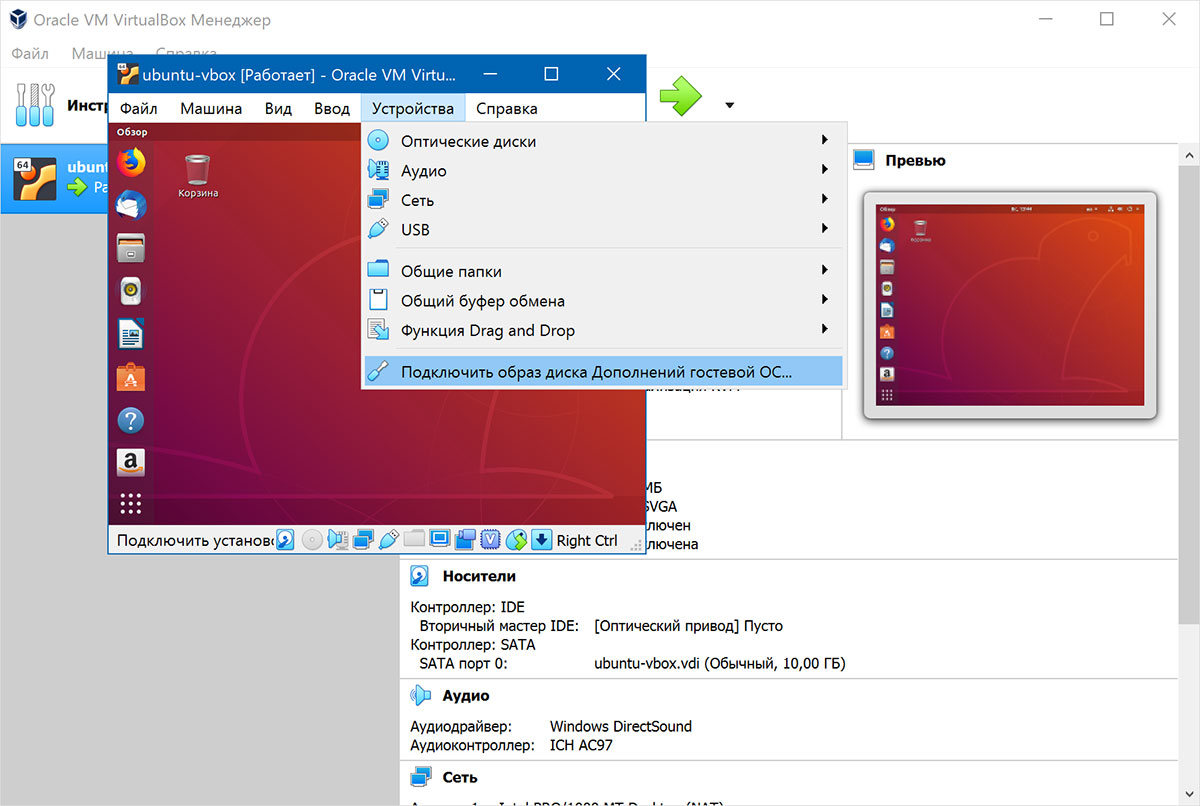 Oracle VM VirtualBox Менеджер
Файл Машина Справка
Инст
64
ubunt
Ра
64
ubuntu-vbox [Работает] - Oracle VM Virtu...
Файл Машина Вид Ввод Устройства Справка
Обзор
Корзина
a
Оптические диски
Аудио
Сеть
USB
Общие папки
Общий буфер обмена
Функция Drag and Drop
Подключить образ диска Дополнений гостевой ОС...
Подключить установо
V
Right Ctrl
Превью
Обзор
Корзина
a
МБ
SVGA
лючен
лючена
Носители
Контроллер: IDE
Вторичный мастер IDE: [Оптический привод] Пусто
Контроллер: SATA
SATA порт 0: ubuntu-vbox.vdi (Обычный, 10,00 ГБ)
Аудио
Аудиодрайвер: Windows DirectSound
Аудиоконтроллер: ICH AC97
Сеть